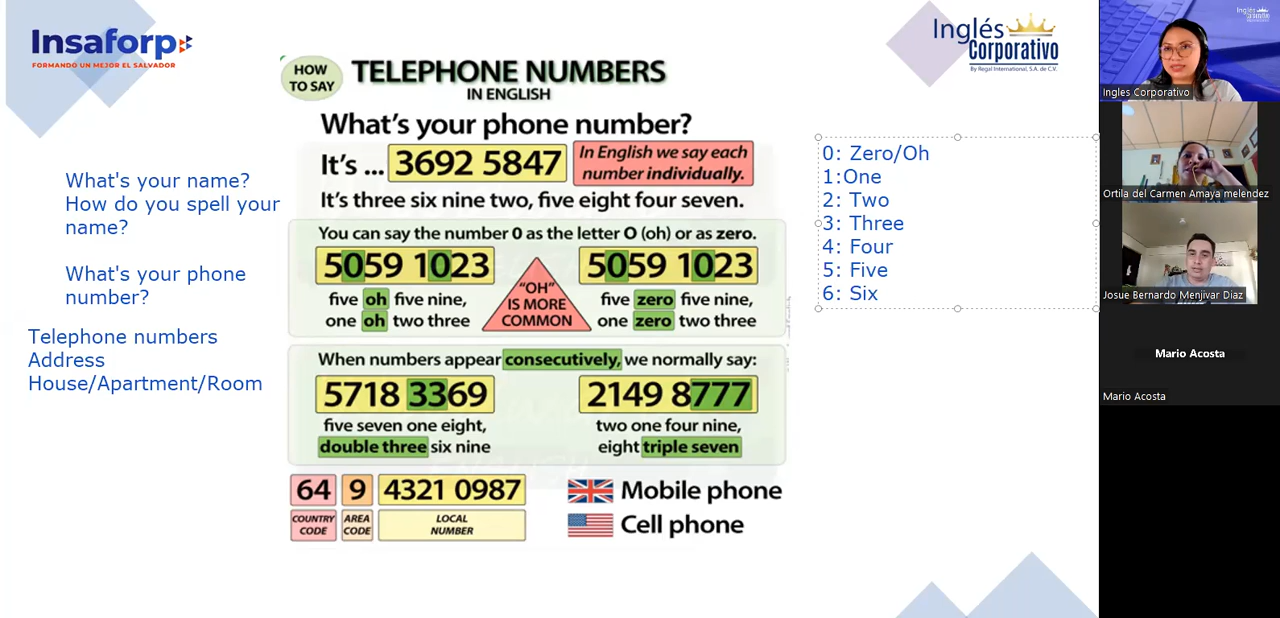 Insaforp
FORMANDO UN MEJOR EL SALVADOR
Inglés
Corporativo
By Regal International, S.A. de C.V.
HOW
TO SAY
TELEPHONE NUMBERS
IN ENGLISH
What's your phone number?
It's ... 3692 5847
In English we say each
number individually.
It's three six nine two, five eight four seven.
You can say the number 0 as the letter O (oh) or as zero.
5059 1023
five oh five nine,
one oh two three
"OH"
IS MORE
COMMON
5059 1023
five zero five nine,
one zero two three
When numbers appear consecutively, we normally say:
5718 3369
five seven one eight,
double three six nine
2149 8777
two one four nine,
eight triple seven
64 9 4321 0987
COUNTRY
CODE
AREA
CODE
LOCAL
NUMBER
Mobile phone
Cell phone
What's your name?
How do you spell your
name?
What's your phone
number?
Telephone numbers
Address
House/Apartment/Room
0: Zero/Oh
1:One
2: Two
3: Three
4: Four
5: Five
6: Six
Ingles Corporativo
Ortila del Carmen Amaya melendez
Josue Bernardo Menjivar Diaz
Mario Acosta
Mario Acosta